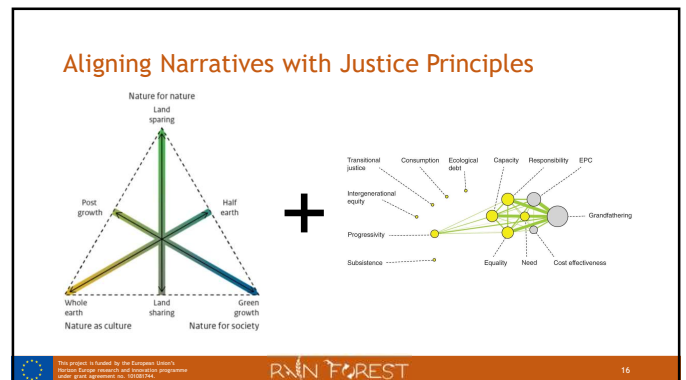 Aligning Narratives with Justice Principles
Nature for nature
Land
sparing
Post
growth
Half
earth
Whole
earth
Land
sharing
Green
growth
Nature as culture
Nature for society
+
Transitional
justice
Consumption
Ecological
debt
Capacity
Responsibility
EPC
Intergenerational
equity
Grandfathering
Progressivity
Subsistence
Equality
Need
Cost effectiveness
This project is funded by the European Union's
Horizon Europe research and innovation programme
under grant agreement no. 101081744.
RAIN FOREST
16